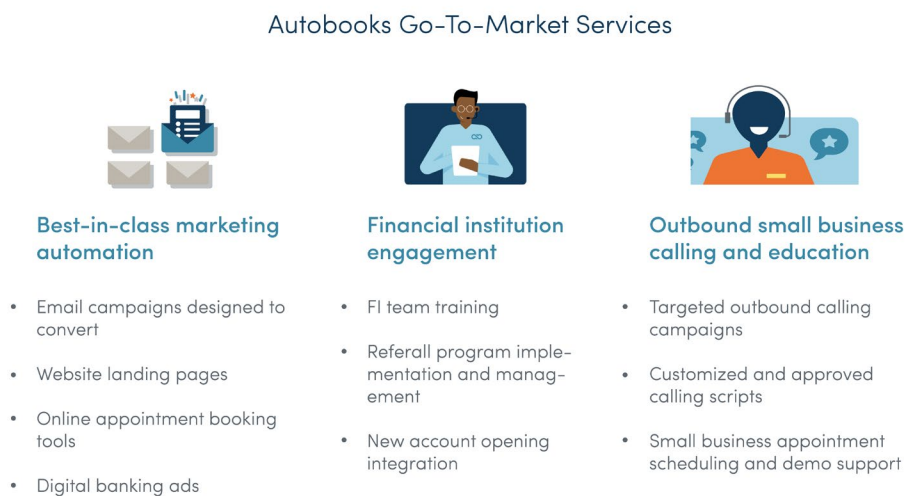 Autobooks Go-To-Market Services
Best-in-class marketing
automation
• Email campaigns designed to
convert
• Website landing pages
• Online appointment booking
tools
• Digital banking ads
Financial institution
engagement
• FI team training
• Referall program imple-
mentation and manag-
ement
• New account opening
integration
Outbound small business
calling and education
• Targeted outbound calling
campaigns
• Customized and approved
calling scripts
• Small business appointment
scheduling and demo support